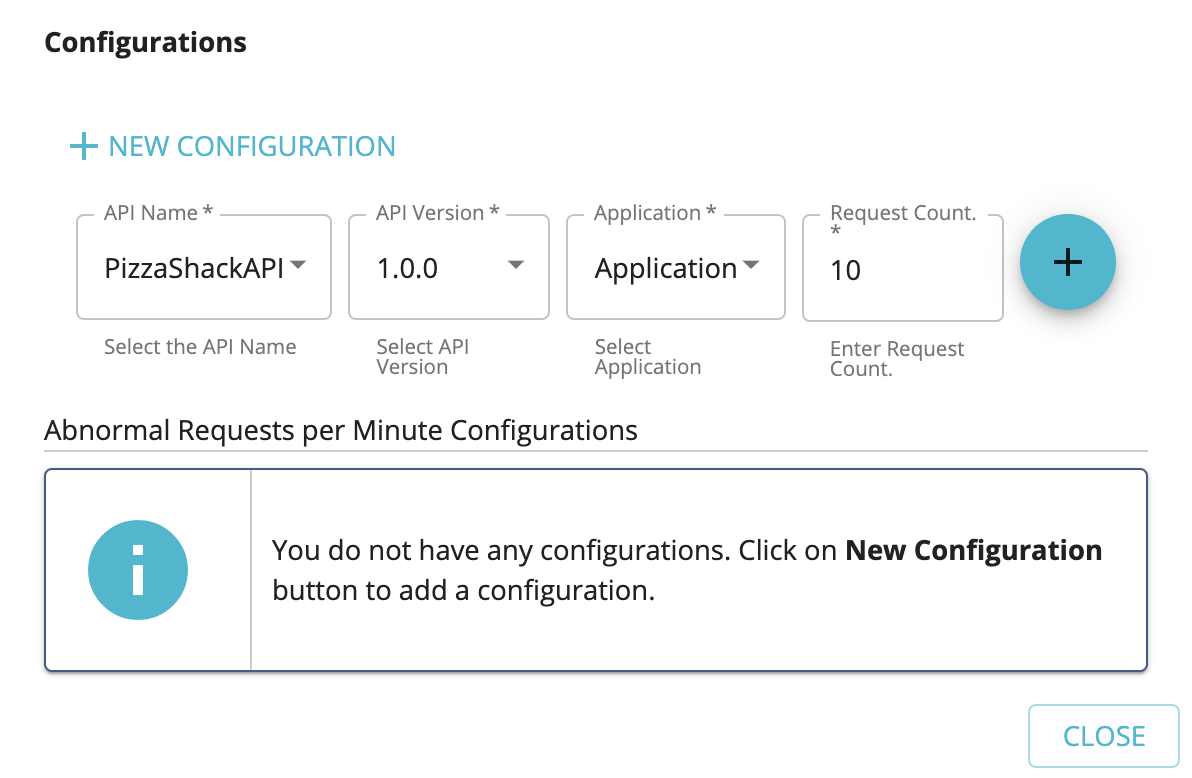 Configurations
NEW CONFIGURATION
API Name *
API Version *
Application *
Request Count.
*
PizzaShackAPI
1.0.0
Application
10
Select the API Name
Select API
Version
Select
Application
Enter Request
Count.
Abnormal Requests per Minute Configurations
You do not have any configurations. Click on New Configuration
button to add a configuration.
CLOSE